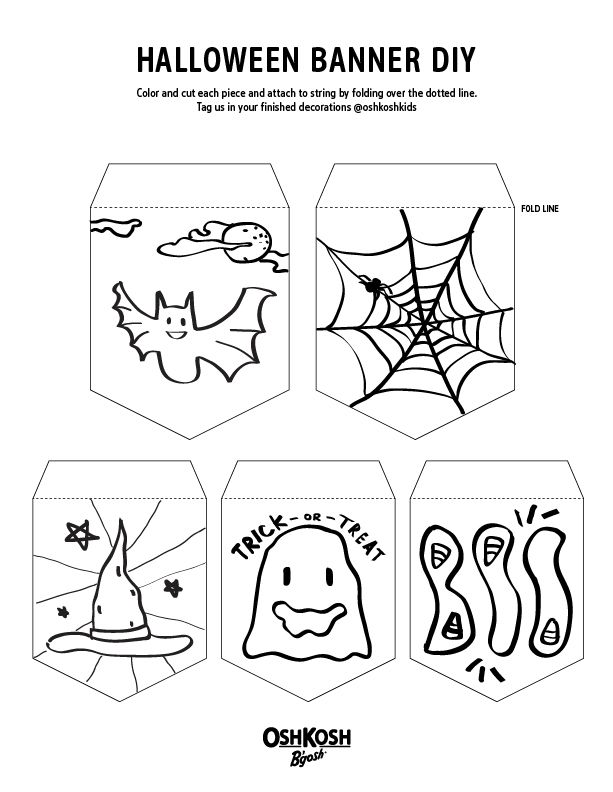 HALLOWEEN BANNER DIY
Color and cut each piece and attach to string by folding over the dotted line.
Tag us in your finished decorations @oshkoshkids
FOLD LINE
TRICK-OR-TREAT
OSHKOSH
B'gosh